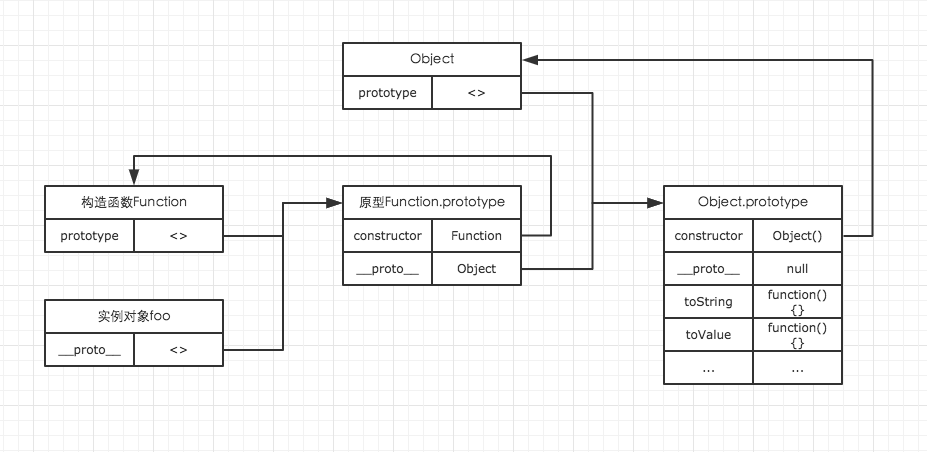 Object
prototype <>
构造函数Function
prototype <>
原型Function.prototype
constructor Function
__proto__ Object
Object.prototype
constructor Object()
__proto__ null
toString function()
{}
toValue function()
{}
... ...
实例对象foo
__proto__ <>